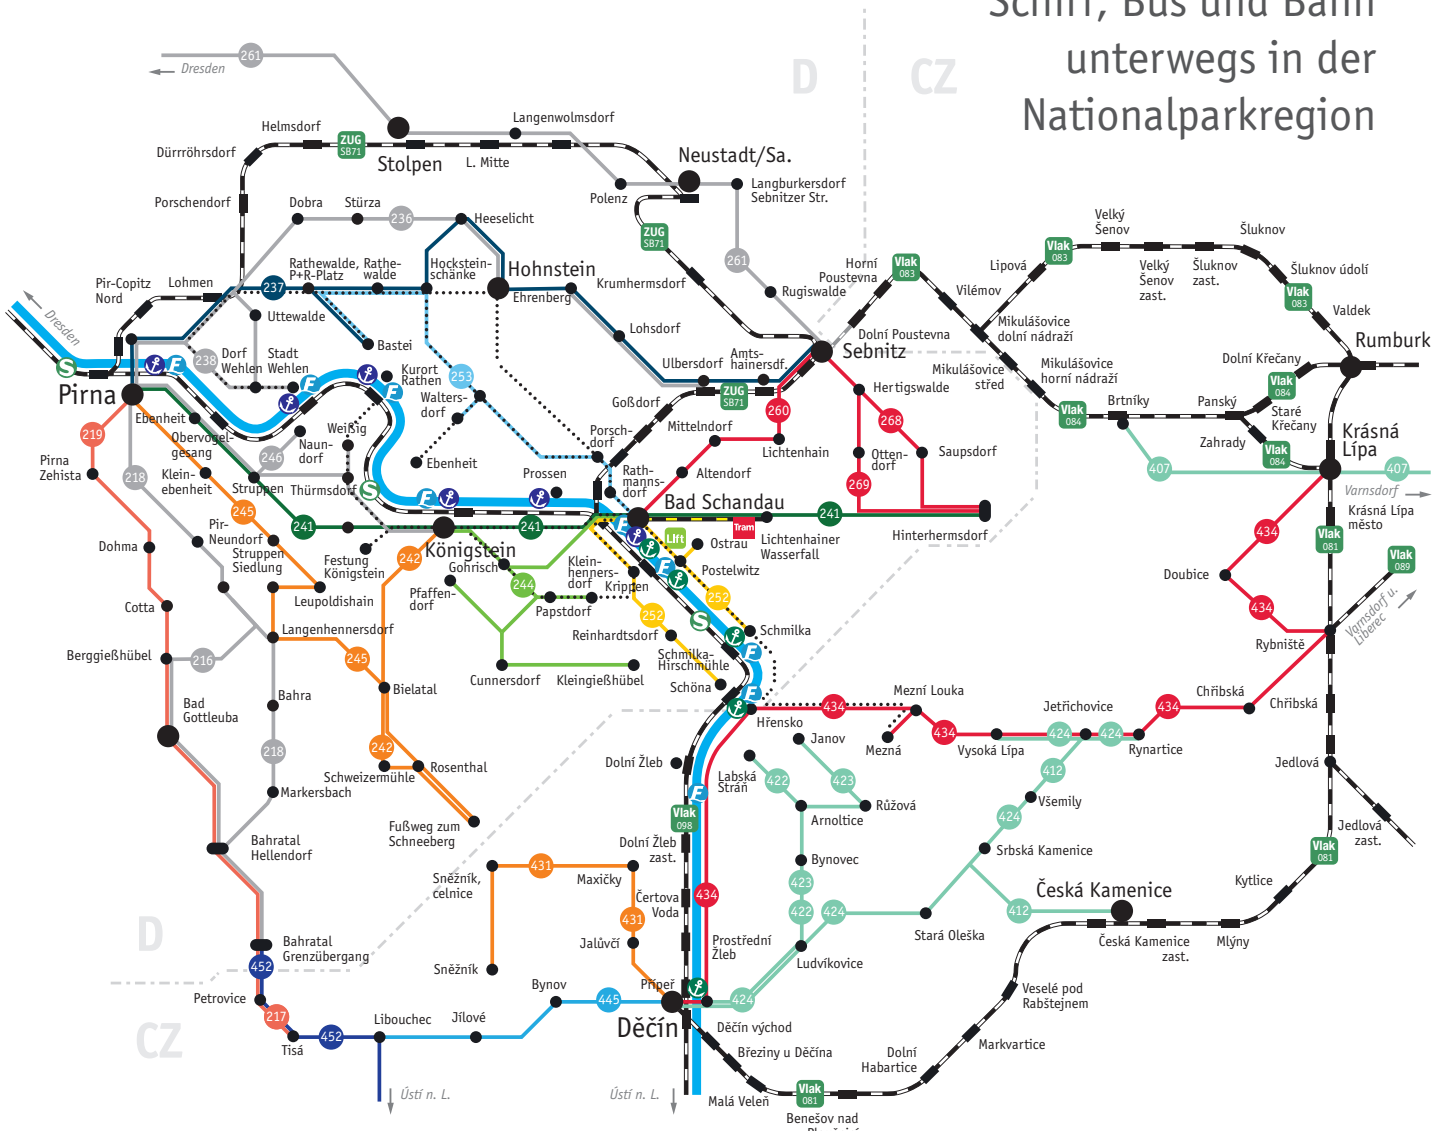 Schiff, Bus und Bahn
unterwegs in der
Nationalparkregion
D
CZ
261
Dresden
Helmsdorf
ZUG
SB71
Stolpen
Langenwolmsdorf
L. Mitte
Dürrröhrsdorf
Neustadt/Sa.
Polenz
Langburkersdorf
Sebnitzer Str.
Porschendorf
Dobra
Stürza
236
Heeselicht
ZUG
SB71
261
Rugiswalde
Krumhermsdorf
Horní
Poustevna
Vlak
083
Lipová
Vlak
083
Velký
Šenov
Velký
Šenov
zast.
Šluknov
zast.
Šluknov
Šluknov údolí
Vlak
083
Valdek
Rumburk
Vilémov
Mikulášovice
dolní nádraží
Dolní Poustevna
Sebnitz
Mikulášovice
střed
Mikulášovice
horní nádraží
Vlak
084
Brtníky
Panský
Dolní Křečany
Vlak
084
Staré
Křečany
Zahrady
Vlak
084
Krásná
Lípa
407
407
Varnsdorf
Krásná Lípa
město
Vlak
081
Vlak
089
Varnsdorf u.
Liberec
Pir-Copitz
Nord
Lohmen
237
Rathewalde,
P+R-Platz
Rathe-
walde
Hockstein-
schänke
Hohnstein
Ehrenberg
Lohsdorf
Ulbersdorf
Amts-
hainersdf.
ZUG
SB71
Uttewalde
Bastei
Dresden
S
Pirna
238
Dorf
Wehlen
Stadt
Wehlen
Kurort
Rathen
253
Walters-
dorf
Ebenheit
Goßdorf
Mittelndorf
260
Lichtenhain
Altendorf
Hertigswalde
268
Otten-
dorf
269
Saupsdorf
Hinterhermsdorf
219
Pirna
Zehista
218
Ebenheit
Obervogel-
gesang
Klein-
ebenheit
245
Struppen
246
Naun-
dorf
Weißig
Thürmsdorf
S
F
Prossen
Porsch-
dorf
Rath-
manns-
dorf
Bad Schandau
241
241
241
Königstein
Festung
Königstein
242
Tram
Lift
Lichtenhainer
Wasserfall
Ostrau
Postelwitz
252
252
Schmilka
Gohrisch
244
Klein-
henners-
dorf
Krippen
Papstdorf
Pfaffen-
dorf
Reinhardtsdorf
Schmilka-
Hirschmühle
Schöna
Cunnersdorf
Kleingießhübel
S
Pir-
Neundorf
Struppen
Siedlung
Leupoldishain
Langenhennersdorf
245
Bielatal
242
Schweizermühle
Rosenthal
Fußweg zum
Schneeberg
Dohma
Cotta
Berggießhübel
216
Bad
Gottleuba
Bahra
218
Markersbach
Bahratal
Hellendorf
D
CZ
Bahratal
Grenzübergang
452
Petrovice
217
Tisá
452
Libouchec
Jílové
Bynov
445
Ústí n. L.
Ústí n. L.
Sněžník,
celnice
431
Maxičky
431
Jalůvčí
Sněžník
Dolní Žleb
Vlak
098
Dolní Žleb
zast.
Čertova
Voda
434
Prostřední
Žleb
Přípeř
Děčín
424
Děčín východ
Březiny u Děčína
Malá Veleň
Vlak
081
Benešov nad
Hřensko
434
Mezní Louka
Mezná
434
Vysoká Lípa
Jetřichovice
424
424
Rynartice
434
Chřibská
Chřibská
Doubice
434
434
Rybniště
Jedlová
Jedlová
zast.
Vlak
081
Kytlice
Mlýny
Česká Kamenice
Česká Kamenice
zast.
412
412
Všemily
424
Srbská Kamenice
Stará Oleška
424
Ludvíkovice
Janov
Labská
Stráň
422
423
Růžová
Arnoltice
Bynovec
423
422
Veselé pod
Rabštejnem
Markvartice
Dolní
Habartice